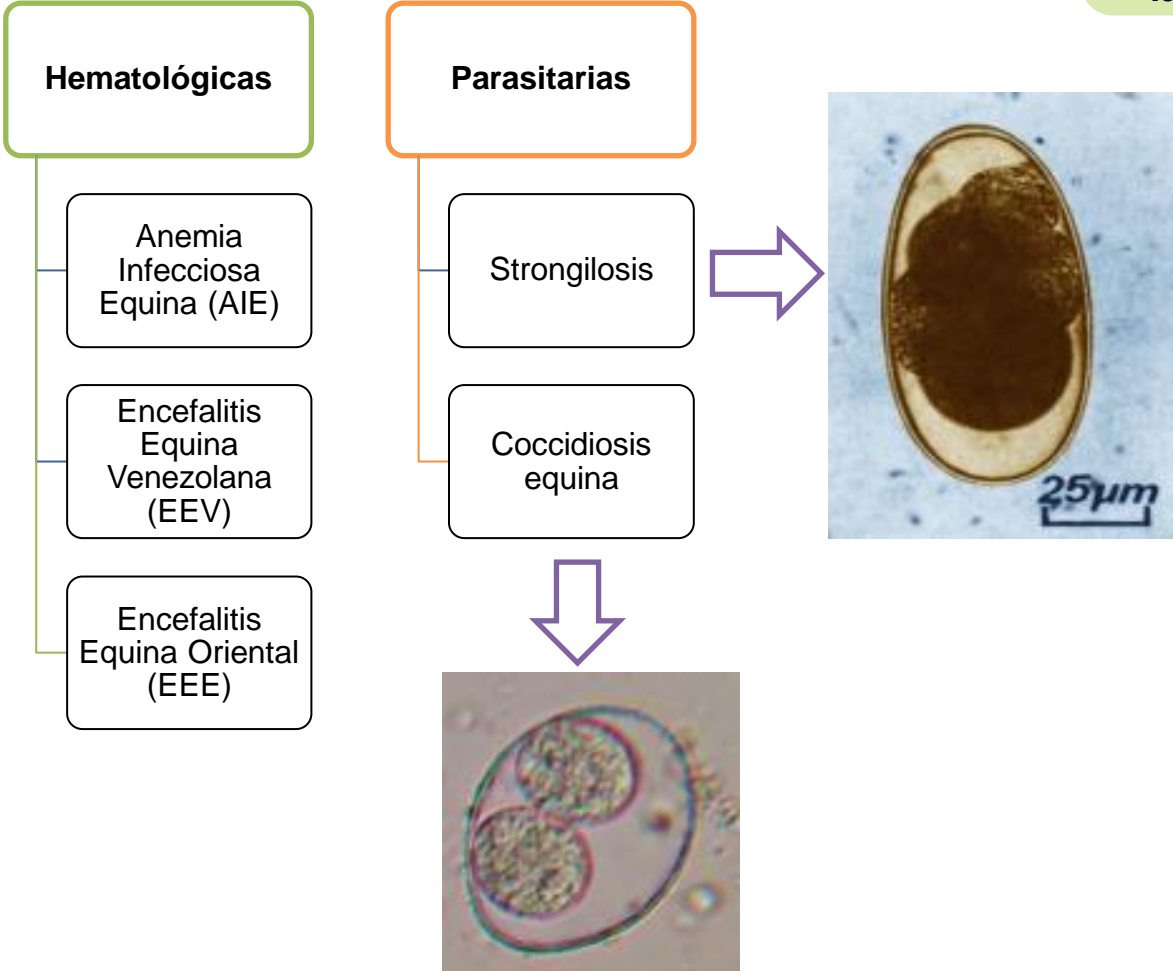 Hematológicas
Anemia
Infecciosa
Equina (AIE)
Encefalitis
Equina
Venezolana
(EEV)
Encefalitis
Equina Oriental
(EEE)
Parasitarias
Strongilosis
Coccidiosis
equina
25µm